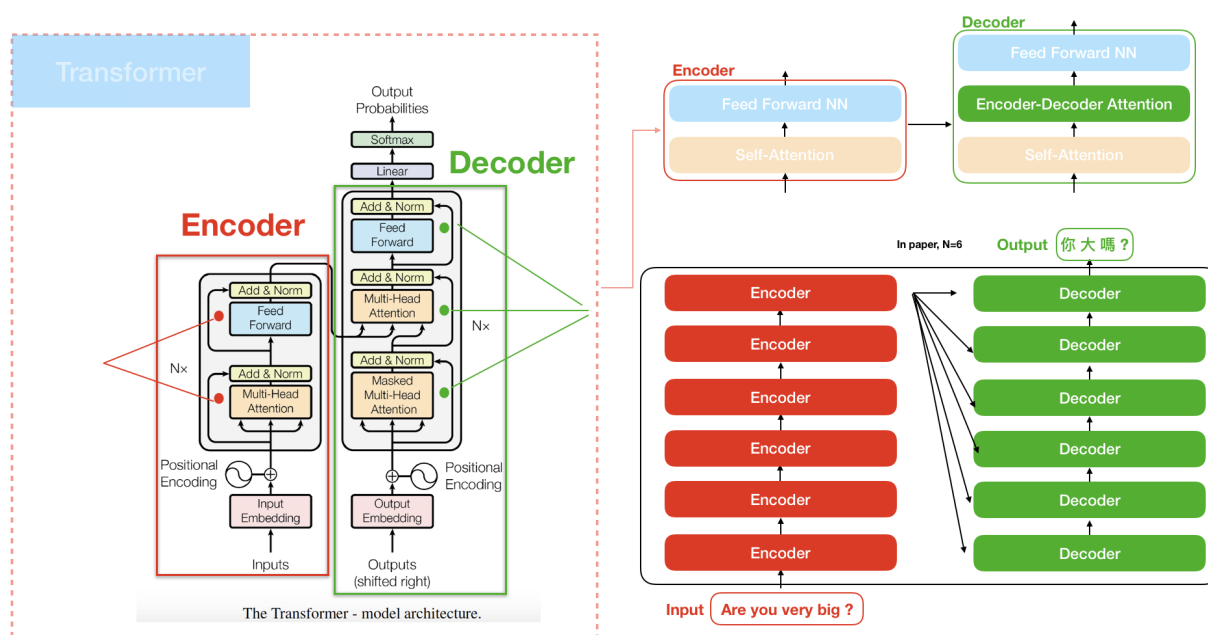 Transformer
Output
Probabilities
Softmax
Linear
Decoder
Add & Norm
Feed
Forward
Add & Norm
Multi-Head
Attention
N×
Add & Norm
Masked
Multi-Head
Attention
Positional
Encoding
Output
Embedding
Outputs
(shifted right)
Encoder
Add & Norm
Feed
Forward
N×
Add & Norm
Multi-Head
Attention
Positional
Encoding
Input
Embedding
Inputs
The Transformer - model architecture.
Encoder
Feed Forward NN
Self-Attention
Decoder
Feed Forward NN
Encoder-Decoder Attention
Self-Attention
In paper, N=6
Output
你 大 嗎 ?
Encoder
Encoder
Encoder
Encoder
Encoder
Encoder
Decoder
Decoder
Decoder
Decoder
Decoder
Decoder
Input
Are you very big ?